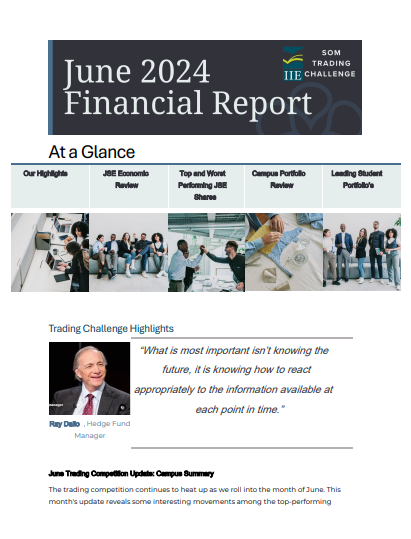 June 2024
Financial Report
IIE
SOM
TRADING
CHALLENGE
At a Glance
Our Highlights
JSE Economic
Review
Top and Worst
Performing JSE
Shares
Campus Portfolio
Review
Leading Student
Portfolio's
Trading Challenge Highlights
"What is most important isn't knowing the
future, it is knowing how to react
appropriately to the information available at
each point in time."
manager
Ray Dalio , Hedge Fund
Manager
June Trading Competition Update: Campus Summary
The trading competition continues to heat up as we roll into the month of June. This
month's update reveals some interesting movements among the top-performing